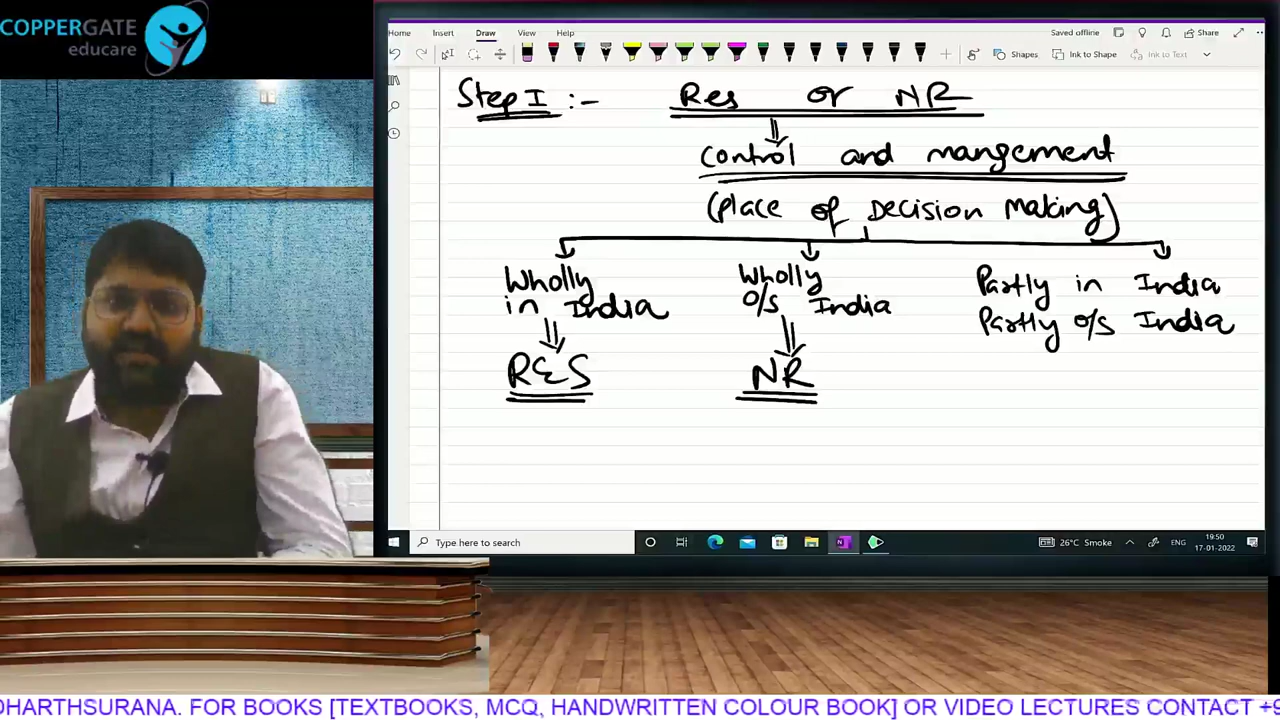 COPPERGATE
educare
Home Insert Draw View Help
Saved offline
Share
Shapes
Ink to Shape
Ink to Text
Step I :- Res or NR
control and mangement
(Place of Decision Making)
Wholly
in India
Wholly
o/s India
Partly in India
Partly o/s India
RES
NR
Type here to search
26°C Smoke
ENG
19:50
17-01-2022
DHARTHSURANA. FOR BOOKS [TEXTBOOKS, MCQ, HANDWRITTEN COLOUR BOOK] OR VIDEO LECTURES CONTACT +9